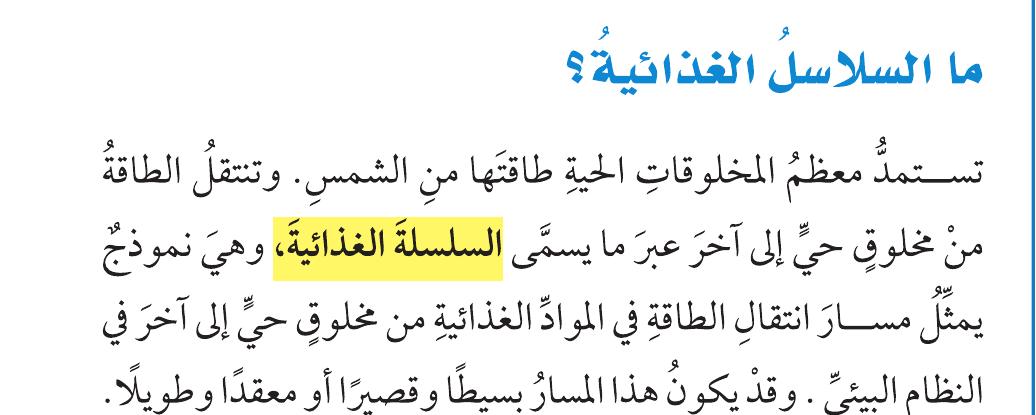 ما السلاسلُ الغذائيةُ؟
تستمدُّ معظمُ المخلوقاتِ الحيةِ طاقتَها منِ الشمسِ. وتنتقلُ الطاقةُ
منْ مخلوقٍ حيٍّ إلى آخرَ عبرَ ما يسمَّى السلسلةَ الغذائيةَ، وهيَ نموذجٌ
يمثِّلُ مسارَ انتقالِ الطاقةِ في الموادِّ الغذائيةِ من مخلوقٍ حيٍّ إلى آخرَ في
النظام البيئيِّ. وقدْ يكونُ هذا المسارُ بسيطًا وقصيرًا أو معقدًا وطويلًا.